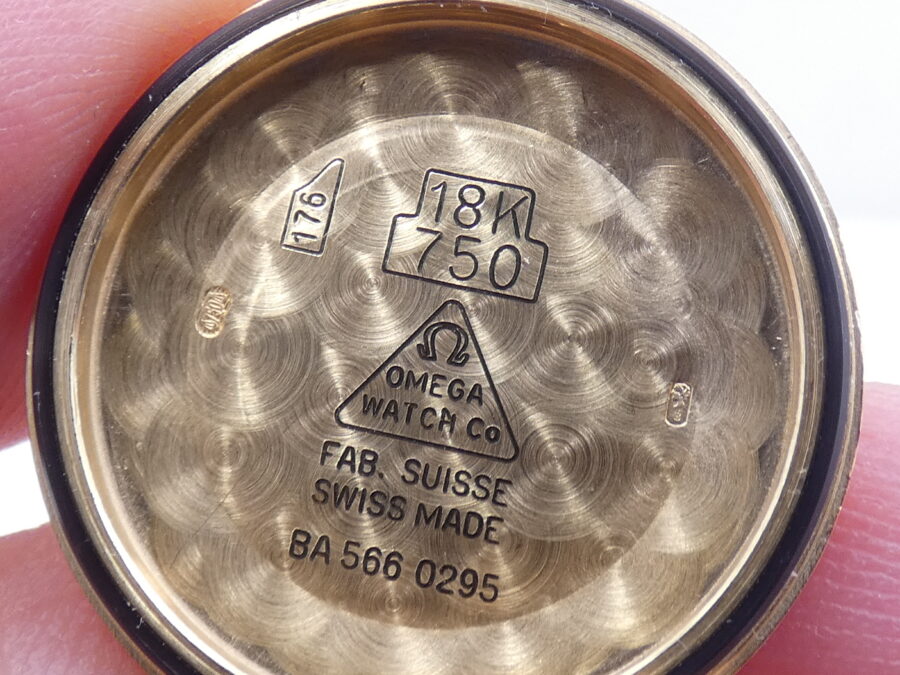 176
18K
750
Ω
OMEGA
WATCH Co
FAB. SUISSE
SWISS MADE
BA 566 0295